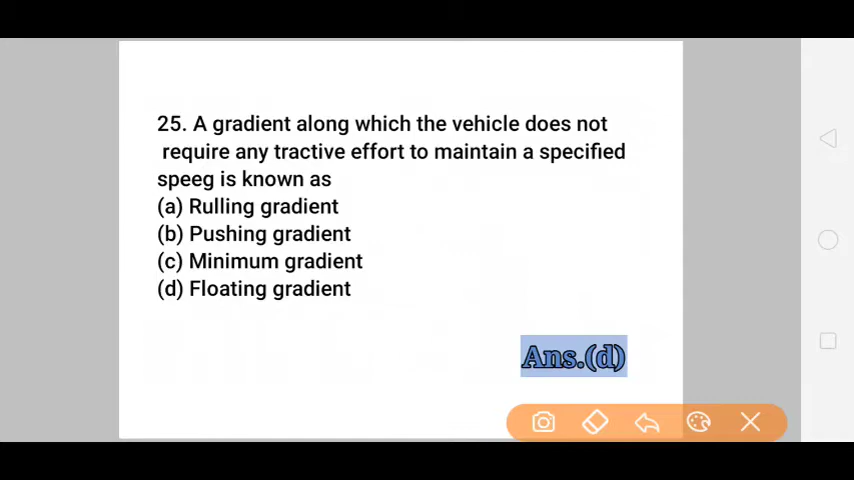 25. A gradient along which the vehicle does not
require any tractive effort to maintain a specified
speeg is known as
(a) Rulling gradient
(b) Pushing gradient
(c) Minimum gradient
(d) Floating gradient
Ans.(d)